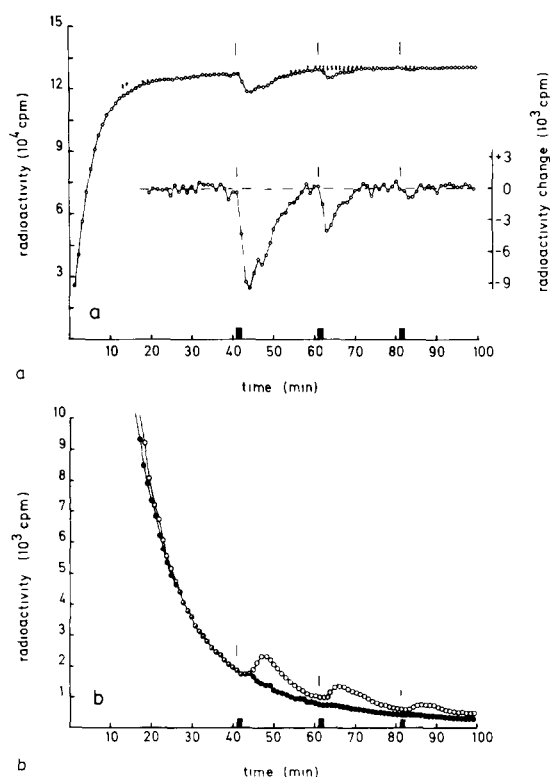 a
15
12
9
6
3
radioactivity (10⁴ cpm)
radioactivity change (10³ cpm)
+3
0
-3
-6
-9
a
10 20 30 40 50 60 70 80 90 100
time (min)
a
10
9
8
7
6
5
4
3
2
1
radioactivity (10³ cpm)
b
10 20 30 40 50 60 70 80 90 100
time (min)
b